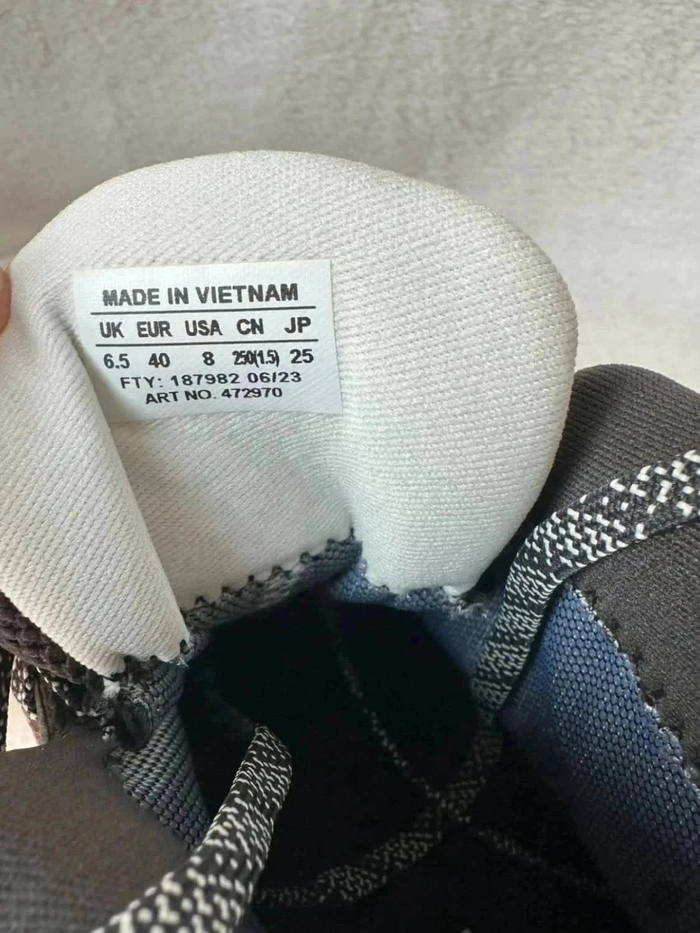 MADE IN VIETNAM
UK EUR USA CN JP
6.5 40 8 250(1.5) 25
FTY: 187982 06/23
ART NO. 472970